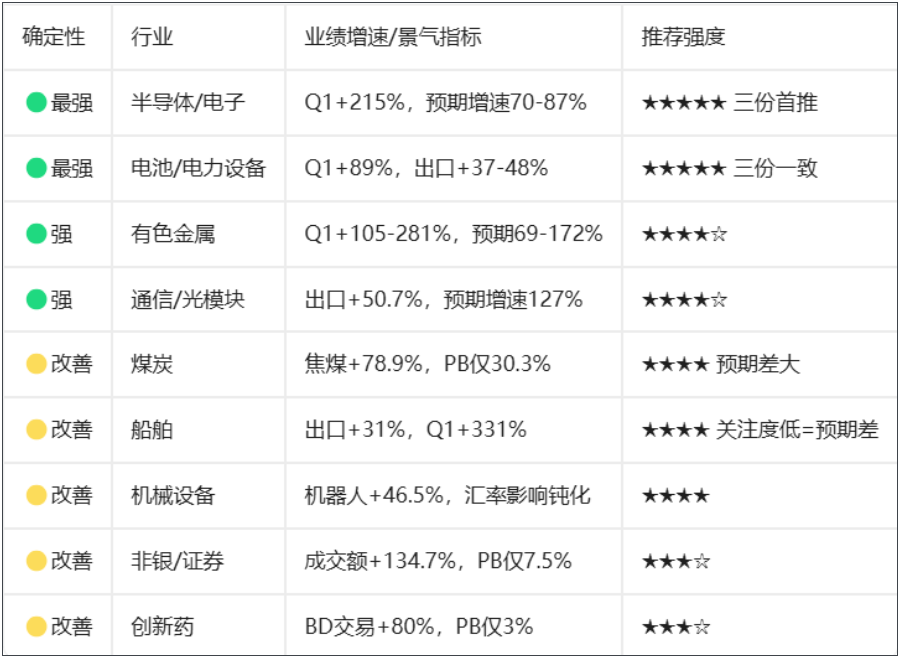 确定性 行业 业绩增速/景气指标 推荐强度
最强 半导体/电子 Q1+215%，预期增速70-87% ★★★★★ 三份首推
最强 电池/电力设备 Q1+89%，出口+37-48% ★★★★★ 三份一致
强 有色金属 Q1+105-281%，预期69-172% ★★★★☆
强 通信/光模块 出口+50.7%，预期增速127% ★★★★☆
改善 煤炭 焦煤+78.9%，PB仅30.3% ★★★★ 预期差大
改善 船舶 出口+31%，Q1+331% ★★★★ 关注度低=预期差
改善 机械设备 机器人+46.5%，汇率影响钝化 ★★★★
改善 非银/证券 成交额+134.7%，PB仅7.5% ★★★☆
改善 创新药 BD交易+80%，PB仅3% ★★★☆